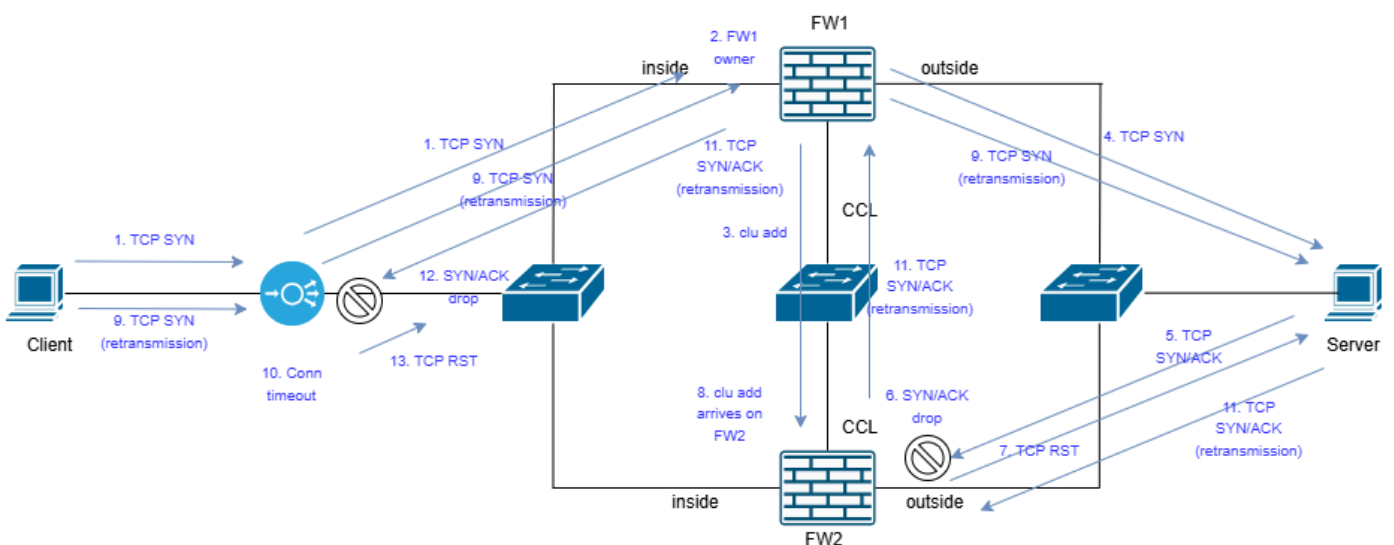 FW1
2. FW1
owner
inside
outside
1. TCP SYN
4. TCP SYN
11. TCP
SYN/ACK
(retransmission)
9. TCP SYN
(retransmission)
9. TCP SYN
(retransmission)
CCL
3. clu add
1. TCP SYN
12. SYN/ACK
drop
11. TCP
SYN/ACK
(retransmission)
Client
9. TCP SYN
(retransmission)
13. TCP RST
10. Conn
timeout
5. TCP
SYN/ACK
Server
8. clu add
arrives on
FW2
6. SYN/ACK
drop
CCL
7. TCP RST
11. TCP
SYN/ACK
(retransmission)
inside
outside
FW2